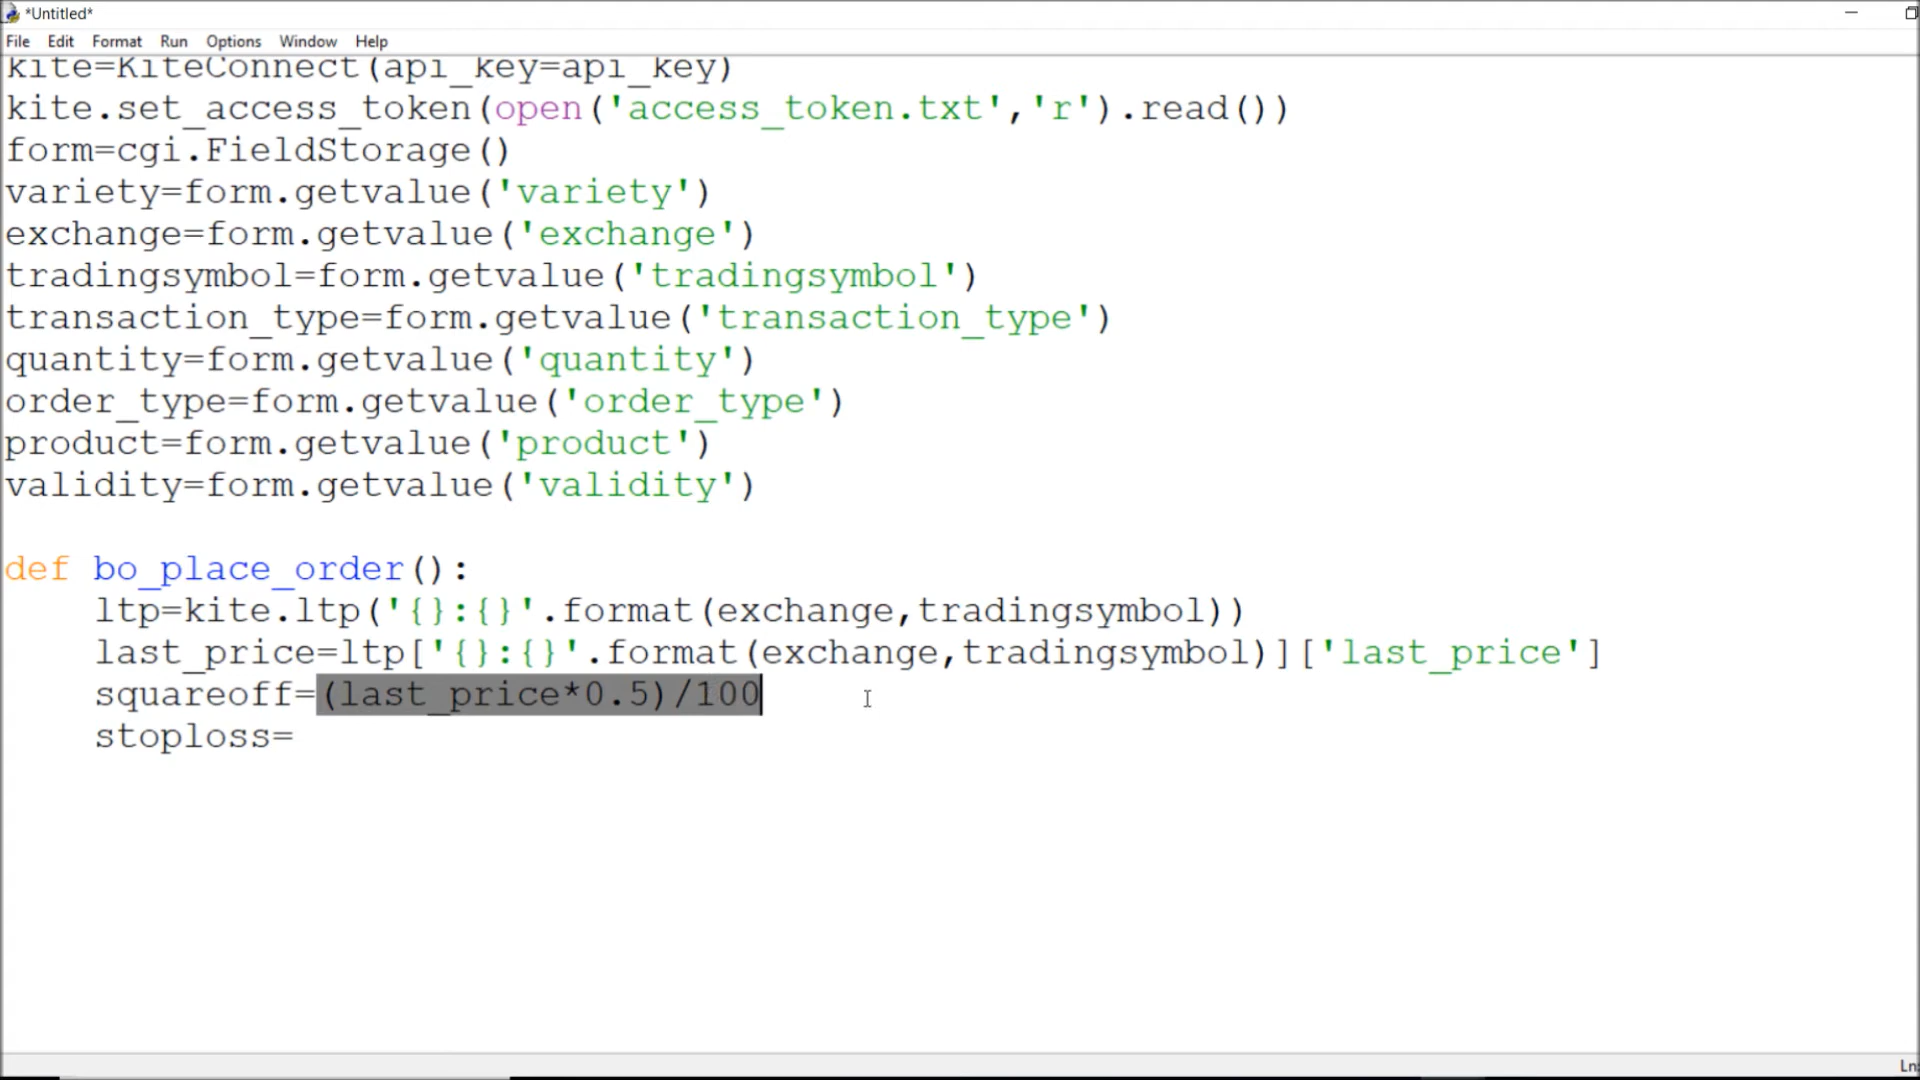 *Untitled*
File Edit Format Run Options Window Help
kite=KiteConnect(api_key=api_key)
kite.set_access_token(open('access_token.txt','r').read())
form=cgi.FieldStorage()
variety=form.getvalue('variety')
exchange=form.getvalue('exchange')
tradingsymbol=form.getvalue('tradingsymbol')
transaction_type=form.getvalue('transaction_type')
quantity=form.getvalue('quantity')
order_type=form.getvalue('order_type')
product=form.getvalue('product')
validity=form.getvalue('validity')
def bo_place_order():
ltp=kite.ltp('{}:{}'.format(exchange,tradingsymbol))
last_price=ltp['{}:{}'.format(exchange,tradingsymbol)]['last_price']
squareoff=(last_price*0.5)/100
stoploss=
Ln